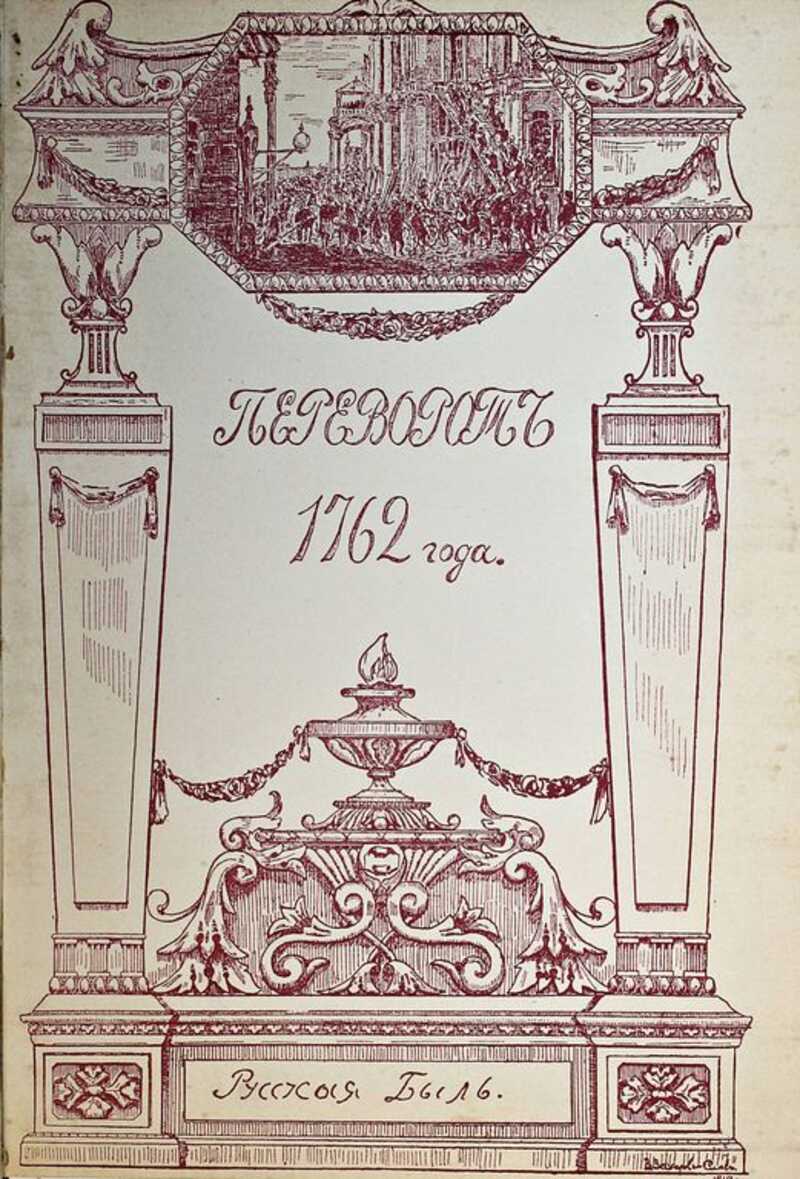 ПЕРЕВОРОТЪ
1762 года.
Русская Быль.